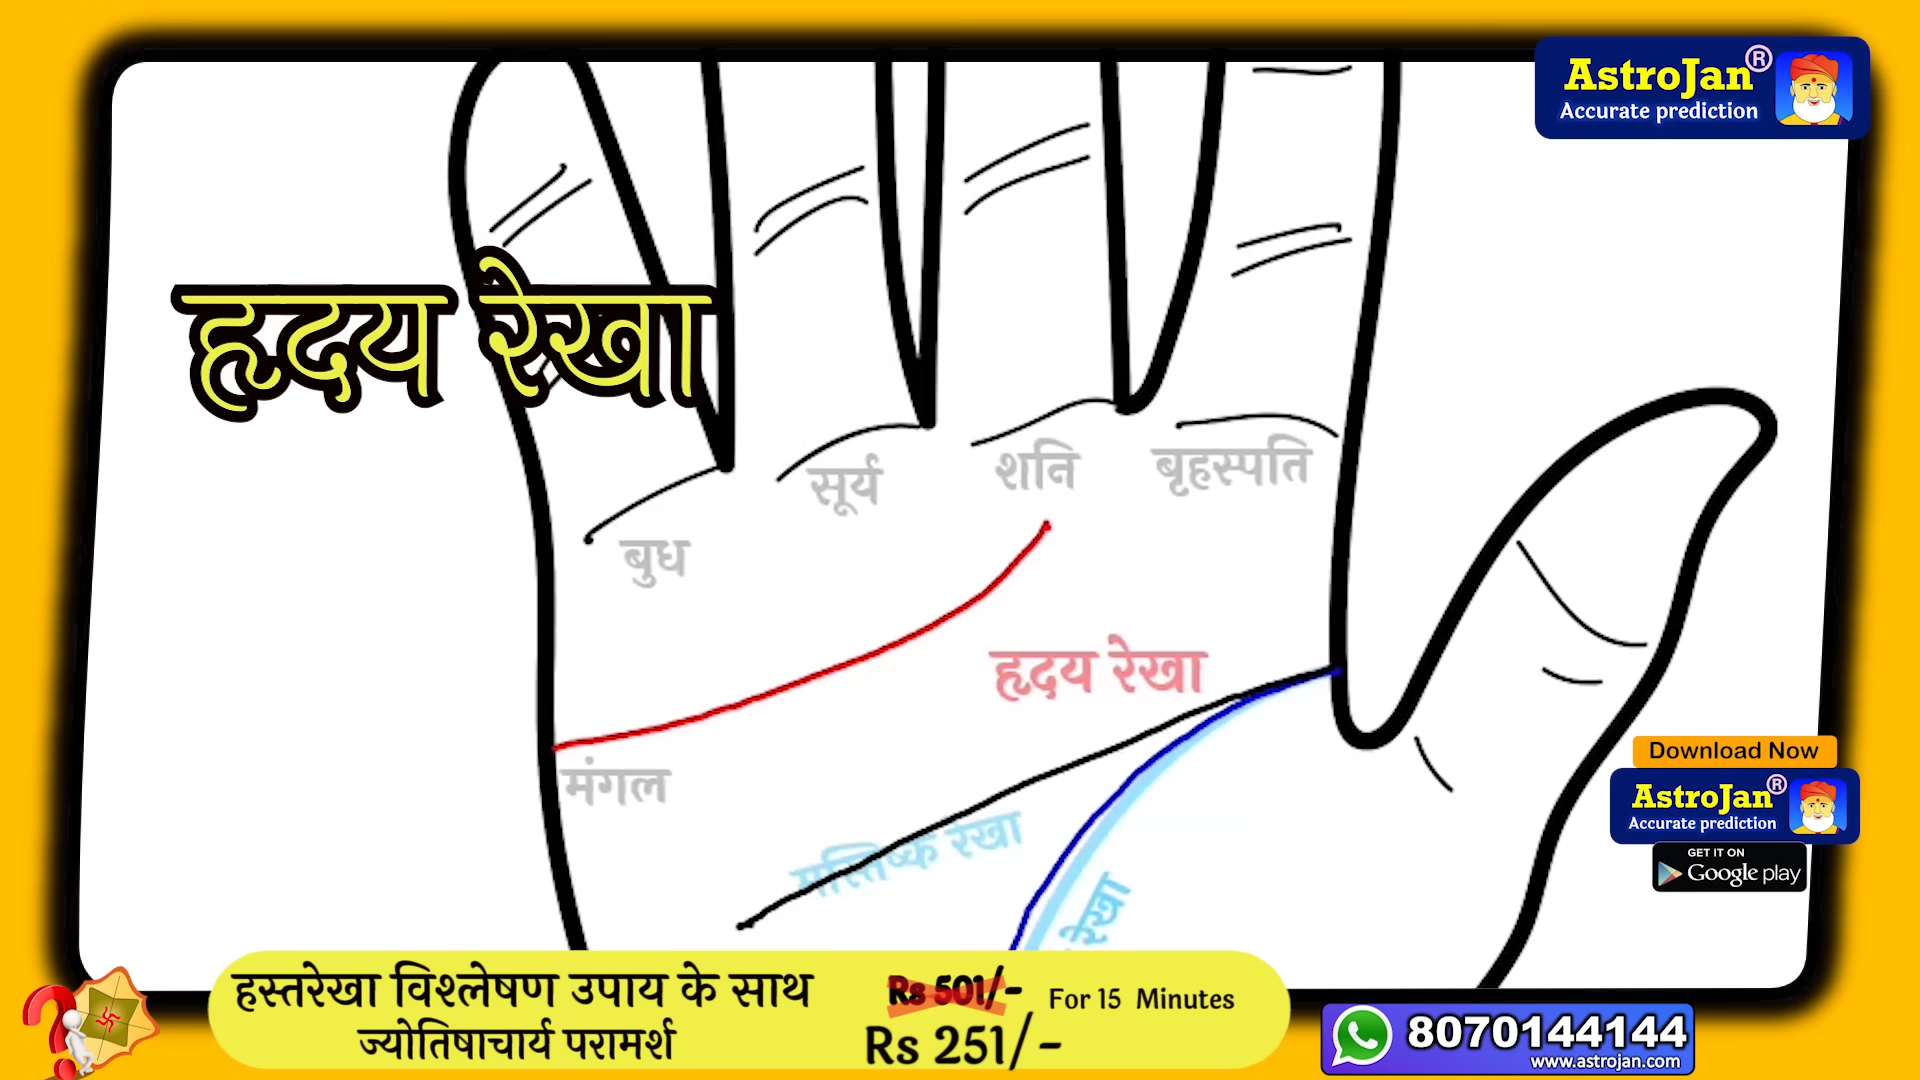 AstroJan®
Accurate prediction
हृदय रेखा
सूर्य
शनि
बृहस्पति
बुध
हृदय रेखा
मंगल
मस्तिष्क रेखा
रेखा
Download Now
AstroJan®
Accurate prediction
GET IT ON
Google play
हस्तरेखा विश्लेषण उपाय के साथ
ज्योतिषाचार्य परामर्श
Rs 501/- For 15 Minutes
Rs 251/-
8070144144
www.astrojan.com